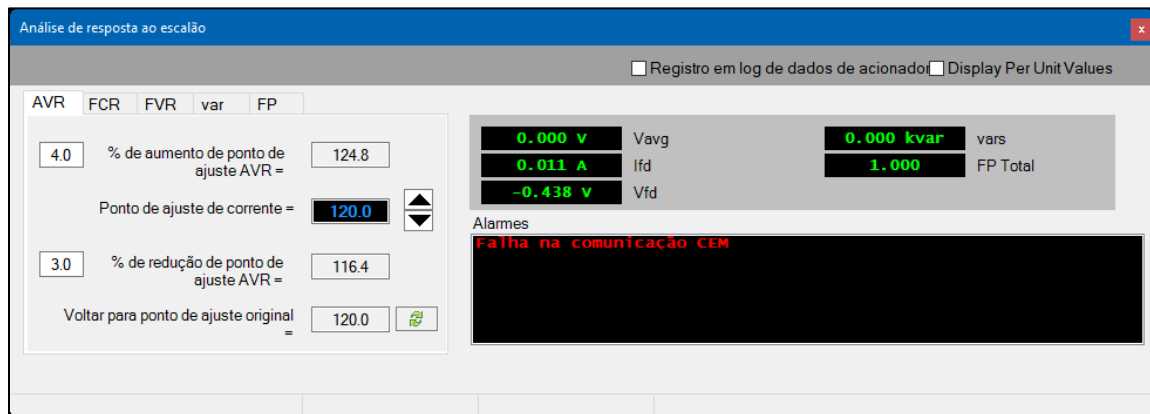 Análise de resposta ao escalão
x
Registro em log de dados de acionador
Display Per Unit Values
AVR FCR FVR var FP
4.0
% de aumento de ponto de
ajuste AVR =
124.8
Ponto de ajuste de corrente =
120.0
3.0
% de redução de ponto de
ajuste AVR =
116.4
Voltar para ponto de ajuste original
=
120.0
0.000 V Vavg
0.011 A Ifd
-0.438 V Vfd
0.000 kvar vars
1.000 FP Total
Alarmes
Falha na comunicação CEM